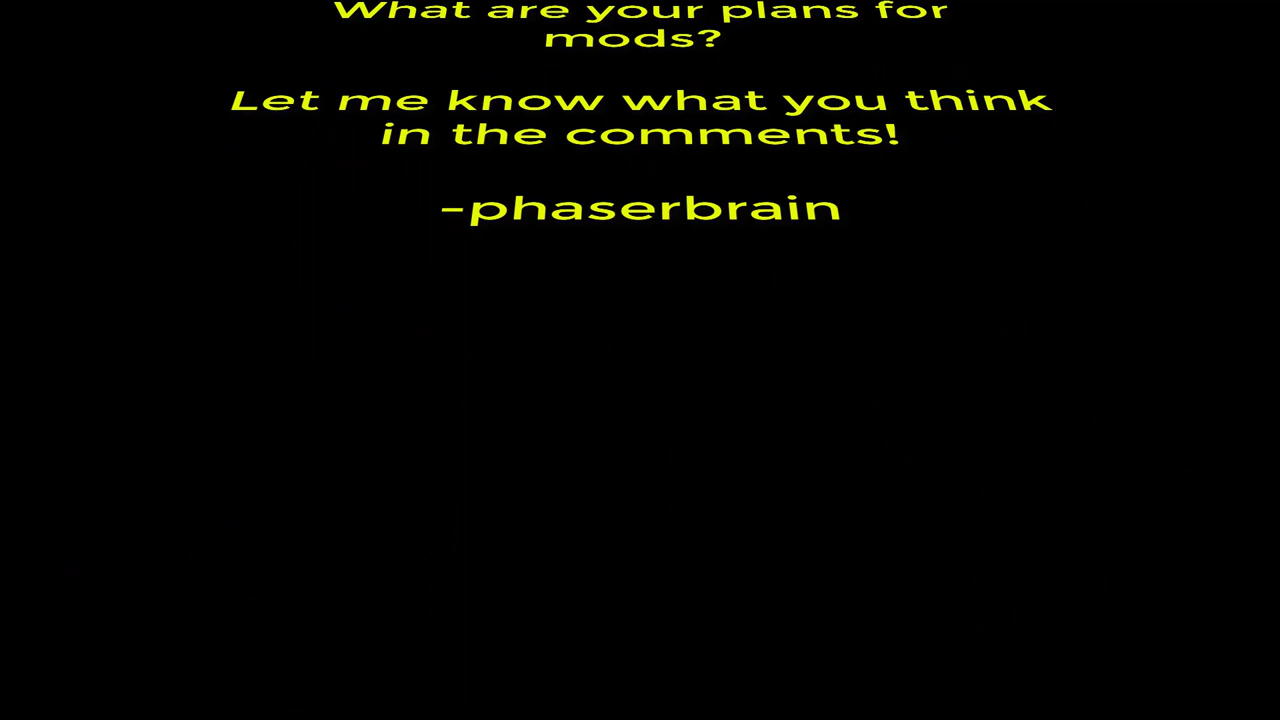 What are your plans for
mods?
Let me know what you think
in the comments!
-phaserbrain